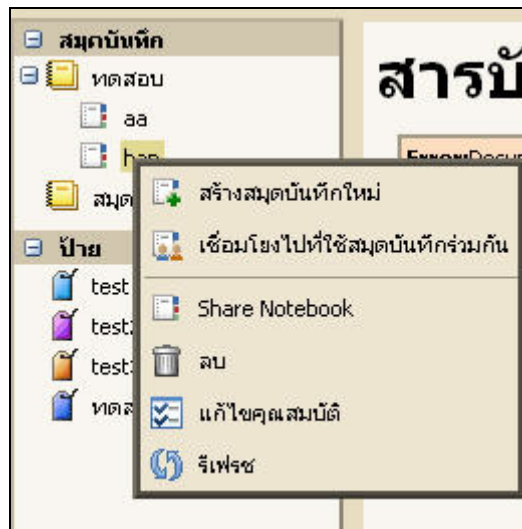 สมุดบันทึก
ทดสอบ
aa
สมุด
ป้าย
test
test2
test
ทดส
สร้างสมุดบันทึกใหม่
เชื่อมโยงไปที่ใช้สมุดบันทึกร่วมกัน
Share Notebook
ลบ
แก้ไขคุณสมบัติ
รีเฟรช
สารบั
Error:Docu